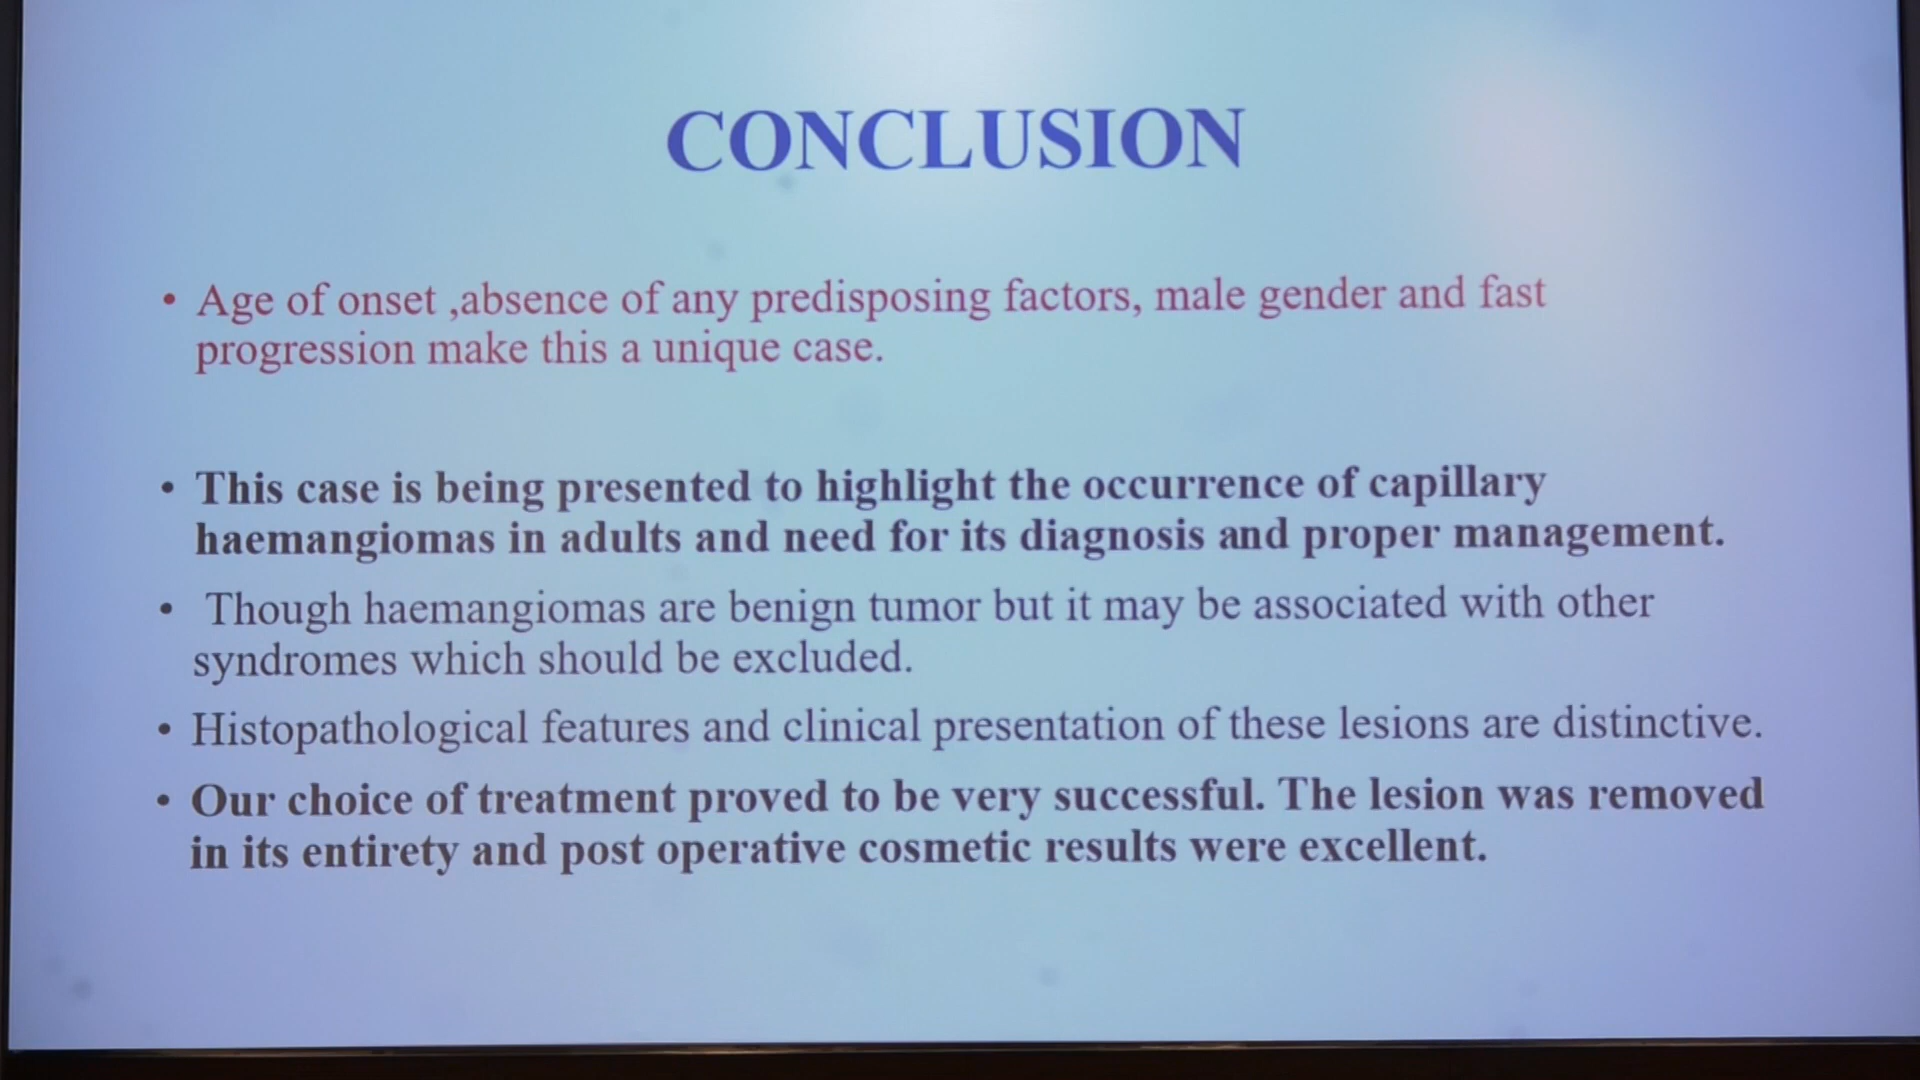 CONCLUSION
• Age of onset ,absence of any predisposing factors, male gender and fast
progression make this a unique case.
• This case is being presented to highlight the occurrence of capillary
haemangiomas in adults and need for its diagnosis and proper management.
• Though haemangiomas are benign tumor but it may be associated with other
syndromes which should be excluded.
• Histopathological features and clinical presentation of these lesions are distinctive.
• Our choice of treatment proved to be very successful. The lesion was removed
in its entirety and post operative cosmetic results were excellent.